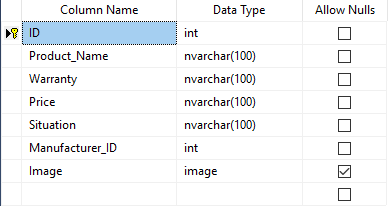 Column Name Data Type Allow Nulls
ID int
Product_Name nvarchar(100)
Warranty nvarchar(100)
Price nvarchar(100)
Situation nvarchar(100)
Manufacturer_ID int
Image image